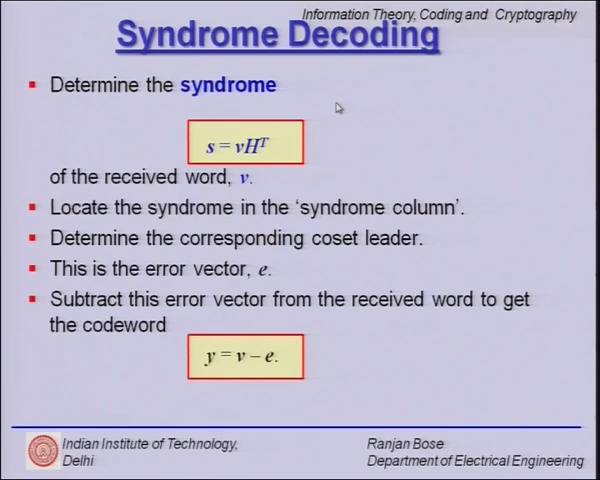 Information Theory, Coding and Cryptography
Syndrome Decoding
▪ Determine the syndrome
s = vHᵀ
of the received word, v.
▪ Locate the syndrome in the ‘syndrome column’.
▪ Determine the corresponding coset leader.
▪ This is the error vector, e.
▪ Subtract this error vector from the received word to get
the codeword
y = v – e.
Indian Institute of Technology,
Delhi
Ranjan Bose
Department of Electrical Engineering